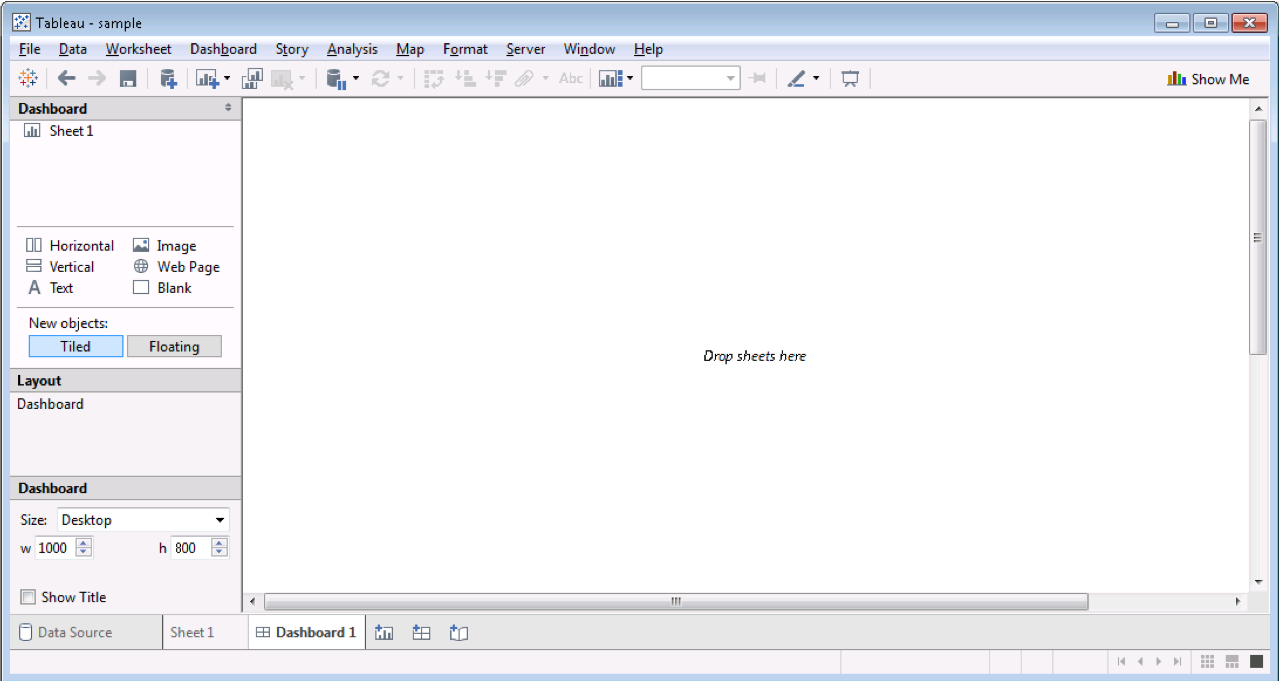 Tableau - sample
File Data Worksheet Dashboard Story Analysis Map Format Server Window Help
Abc
Show Me
Dashboard
Sheet 1
Horizontal Image
Vertical Web Page
A Text Blank
New objects:
Tiled Floating
Drop sheets here
Layout
Dashboard
Dashboard
Size: Desktop
w 1000 h 800
Show Title
Data Source Sheet 1 Dashboard 1